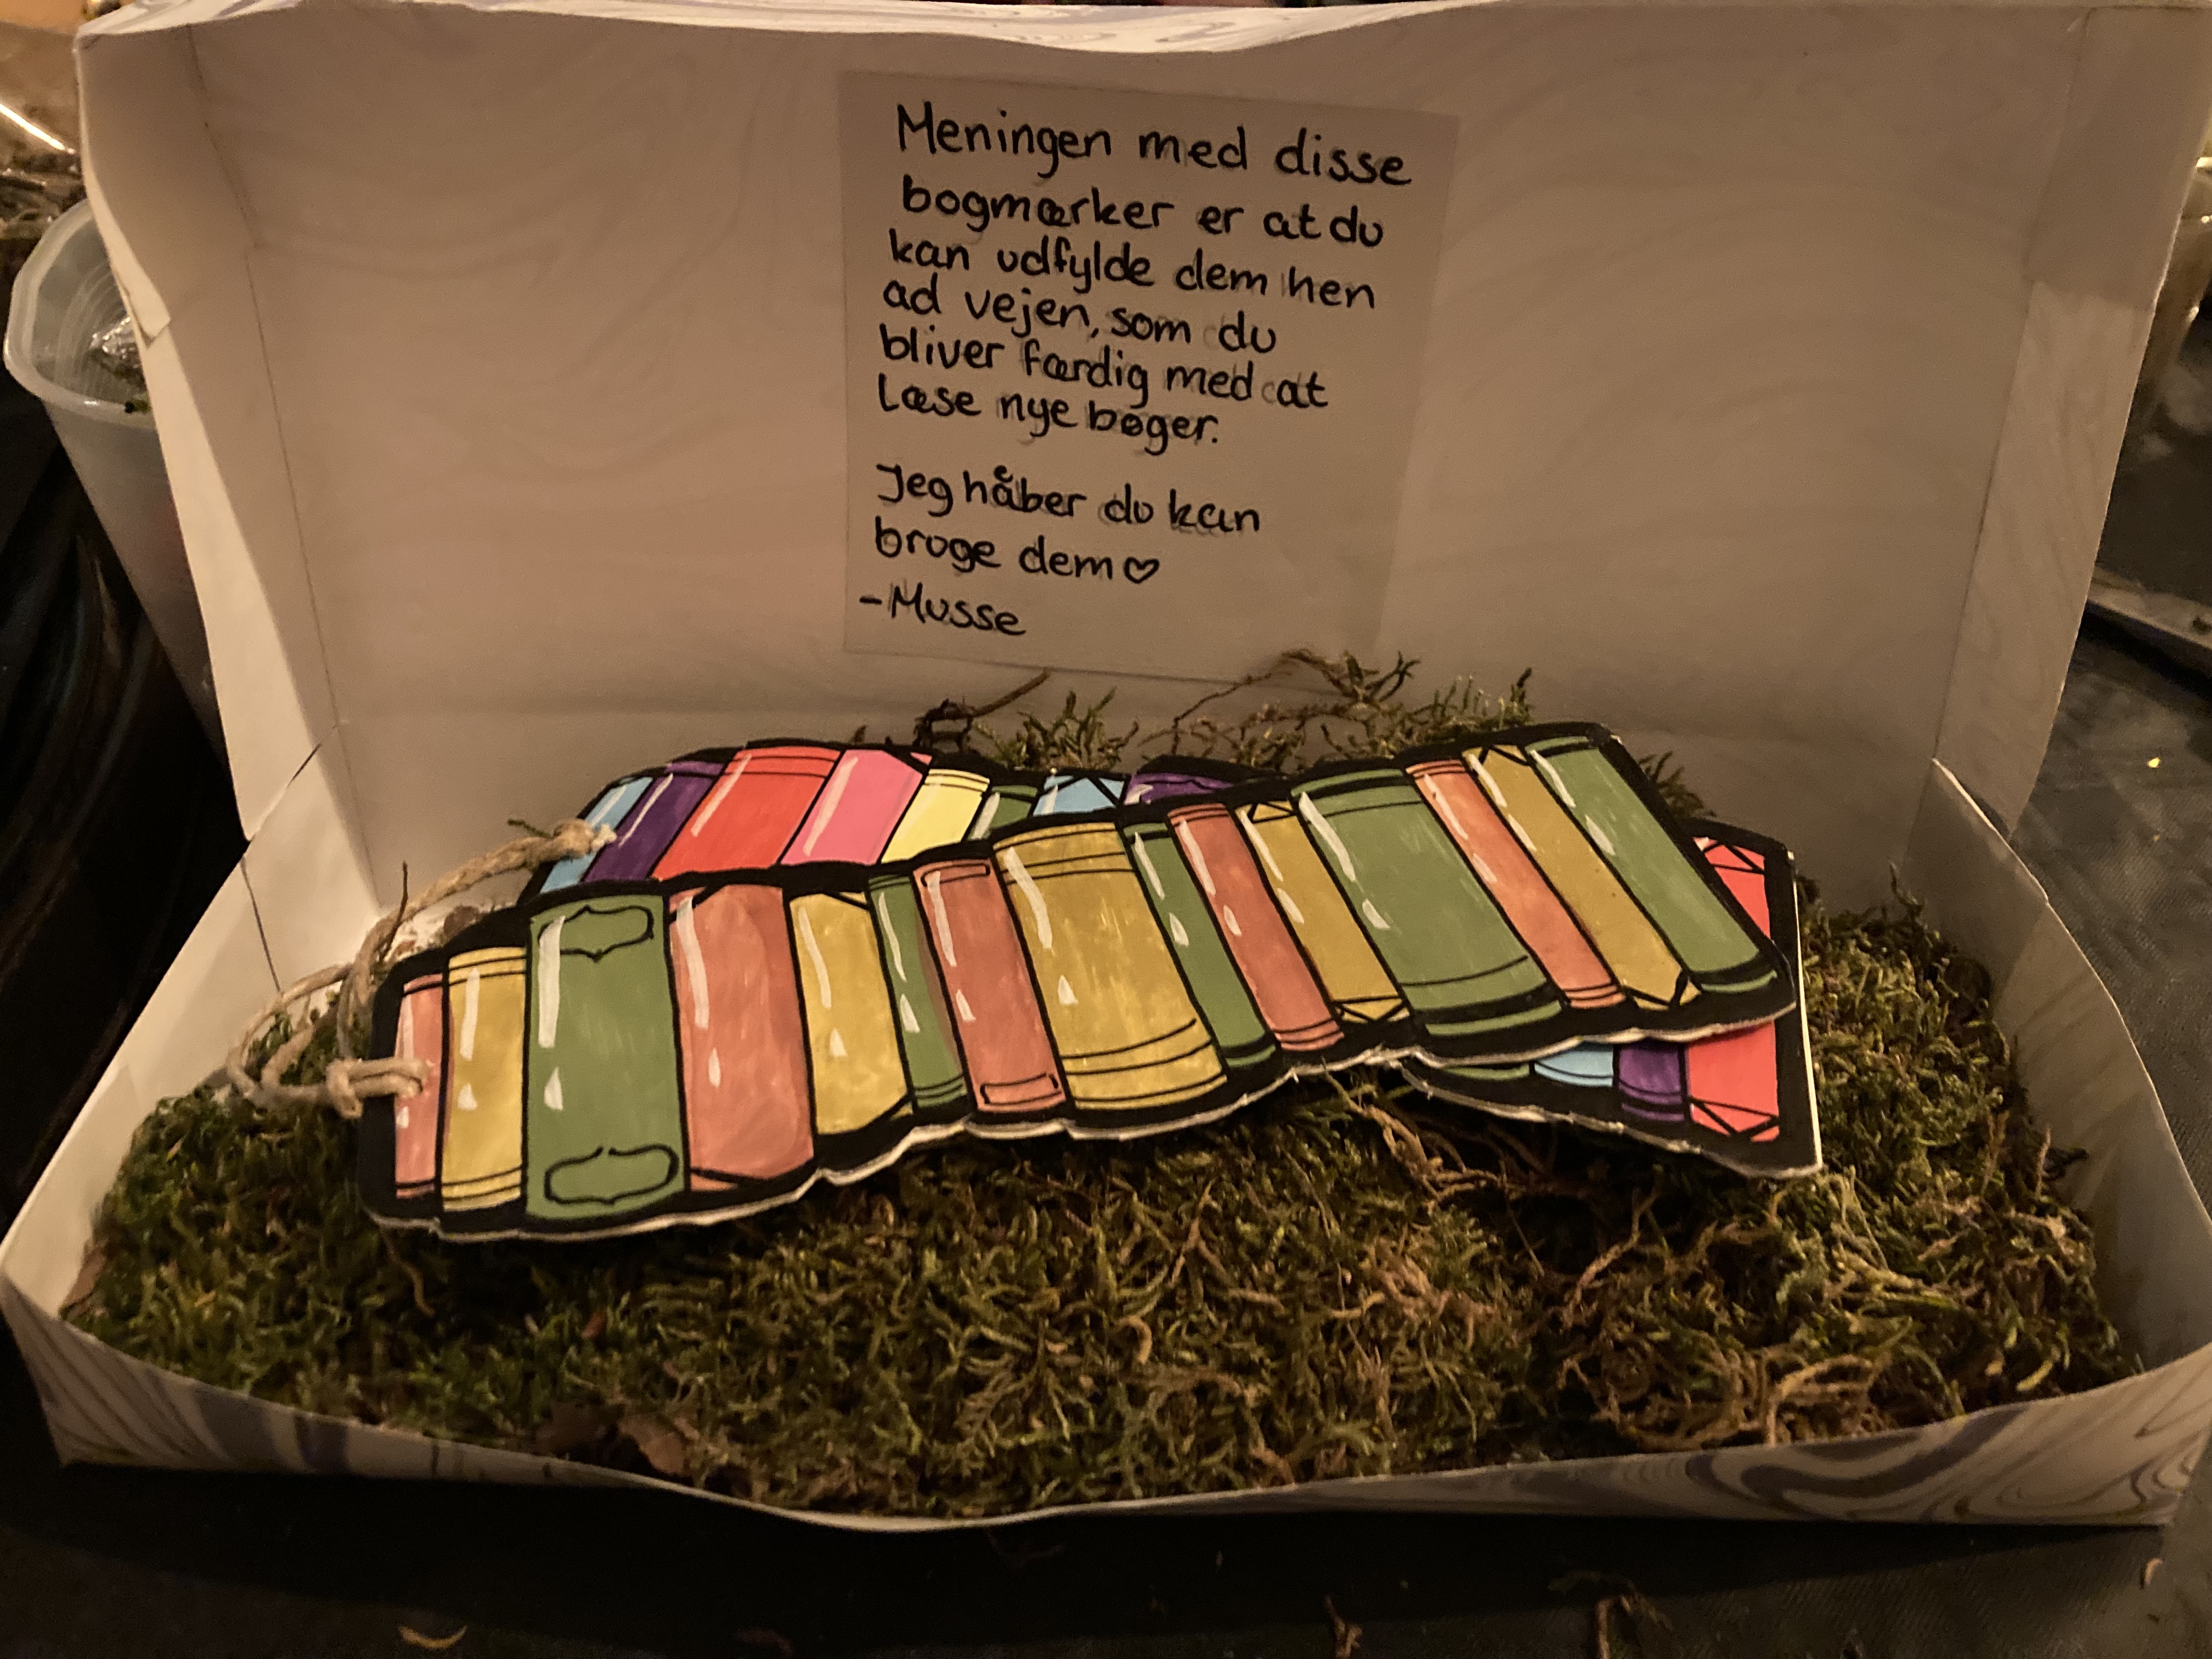 Meningen med disse
bogmærker er at du
kan udfylde dem hen
ad vejen, som du
bliver færdig med at
læse nye bøger.
Jeg håber du kan
bruge dem♡
-Musse